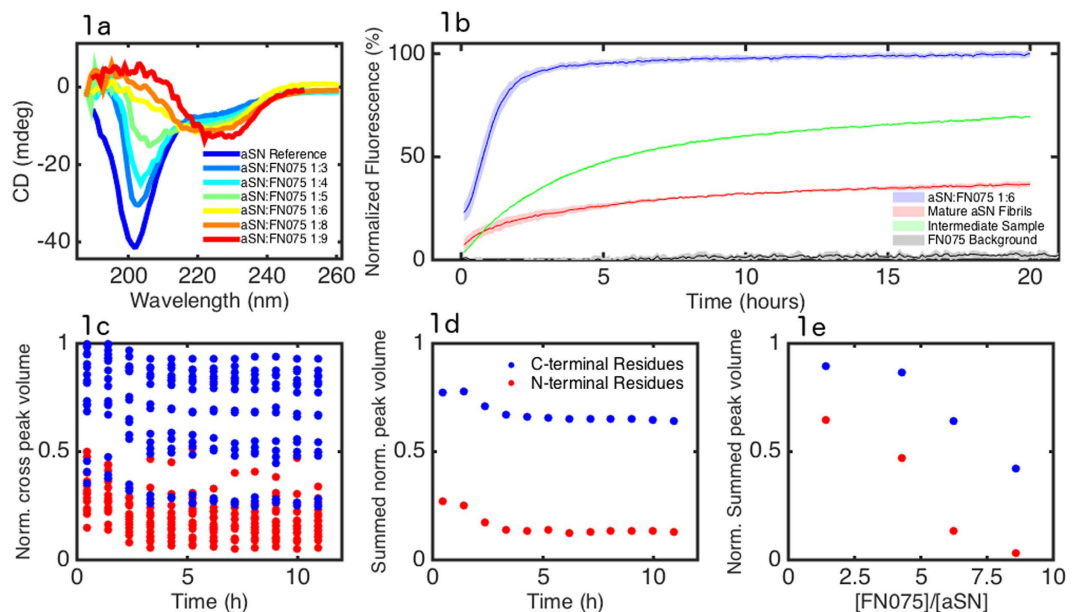 1a
CD (mdeg)
0
-20
-40
200
220
240
260
Wavelength (nm)
aSN Reference
aSN:FN075 1:3
aSN:FN075 1:4
aSN:FN075 1:5
aSN:FN075 1:6
aSN:FN075 1:8
aSN:FN075 1:9
1b
Normalized Fluorescence (%)
100
50
0
0
5
10
15
20
Time (hours)
aSN:FN075 1:6
Mature aSN Fibrils
Intermediate Sample
FN075 Background
1c
Norm. cross peak volume
1
0.5
0
0
5
10
Time (h)
1d
Summed norm. peak volume
1
0.5
0
0
5
10
Time (h)
C-terminal Residues
N-terminal Residues
1e
Norm. Summed peak volume
1
0.5
0
0
2.5
5
7.5
10
[FN075]/[aSN]